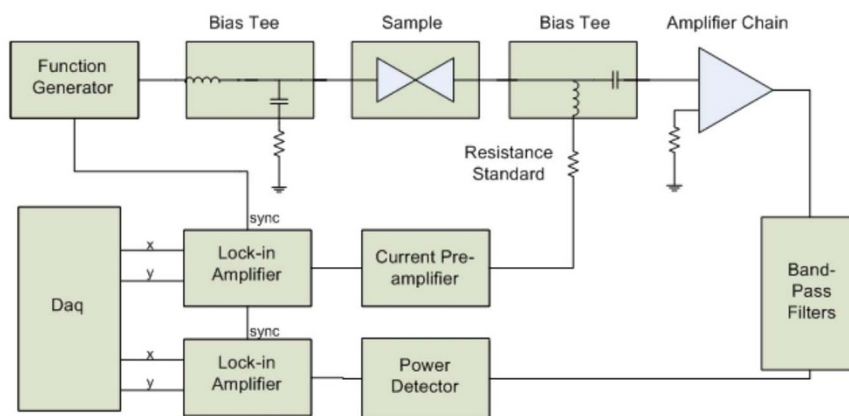 Bias Tee
Sample
Bias Tee
Amplifier Chain
Function
Generator
Resistance
Standard
sync
x
y
Lock-in
Amplifier
Current Pre-
amplifier
Daq
Band-
Pass
Filters
sync
x
y
Lock-in
Amplifier
Power
Detector